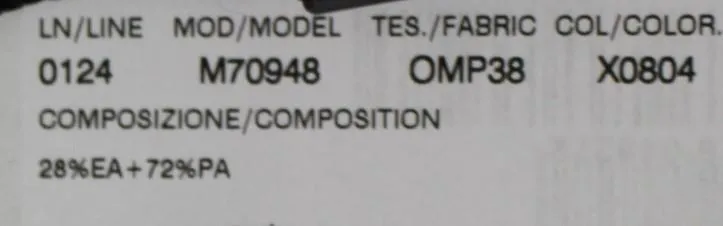 LN/LINE MOD/MODEL TES./FABRIC COL/COLOR.
0124 M70948 OMP38 X0804
COMPOSIZIONE/COMPOSITION
28%EA+72%PA